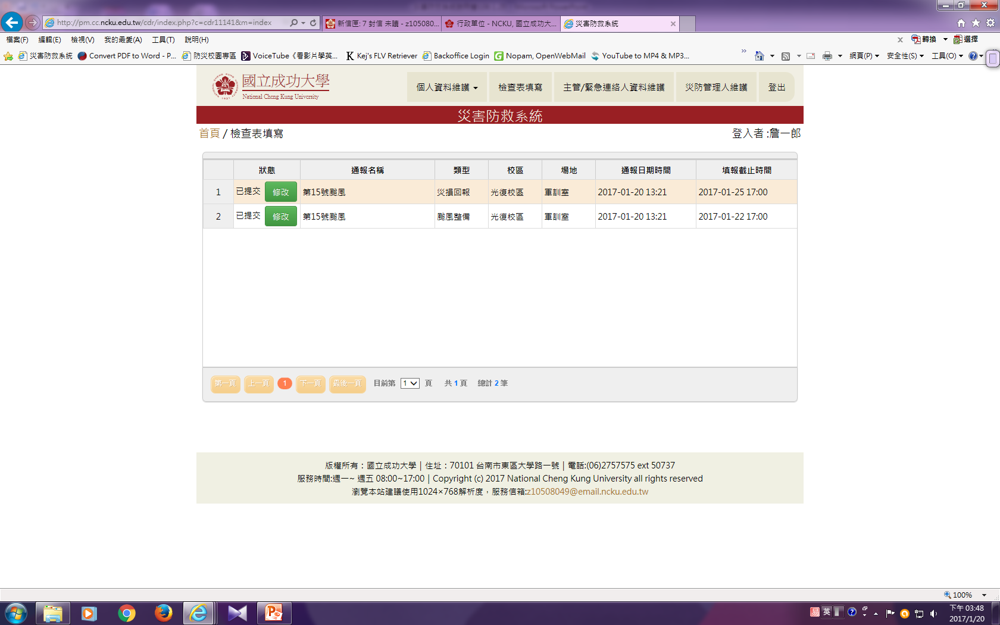 http://pm.cc.ncku.edu.tw/cdr/index.php?c=cdr11141&m=index
新信匣: 7 封信 未讀 - z105080...
行政單位 - NCKU, 國立成功大...
災害防救系統
檔案(F) 編輯(E) 檢視(V) 我的最愛(A) 工具(T) 說明(H)
轉換 選擇
災害防救系統 Convert PDF to Word - P... 防災校園專區 VoiceTube《看影片學英... Kej's FLV Retriever Backoffice Login Nopam, OpenWebMail YouTube to MP4 & MP3...
網頁(P) 安全性(S) 工具(O)
國立成功大學
National Cheng Kung University
個人資料維護 檢查表填寫 主管/緊急連絡人資料維護 災防管理人維護 登出
災害防救系統
首頁 / 檢查表填寫
登入者 :詹一郎
狀態 通報名稱 類型 校區 場地 通報日期時間 填報截止時間
1 已提交 修改 第15號颱風 災損回報 光復校區 軍訓室 2017-01-20 13:21 2017-01-25 17:00
2 已提交 修改 第15號颱風 颱風整備 光復校區 軍訓室 2017-01-20 13:21 2017-01-22 17:00
第一頁 上一頁 1 下一頁 最後一頁 目前第 1 頁 共 1 頁 總計 2 筆
版權所有：國立成功大學 | 住址：70101 台南市東區大學路一號 | 電話:(06)2757575 ext 50737
服務時間:週一~ 週五 08:00~17:00 | Copyright (c) 2017 National Cheng Kung University all rights reserved
瀏覽本站建議使用1024×768解析度，服務信箱:z10508049@email.ncku.edu.tw
100%
英
下午 03:48
2017/1/20